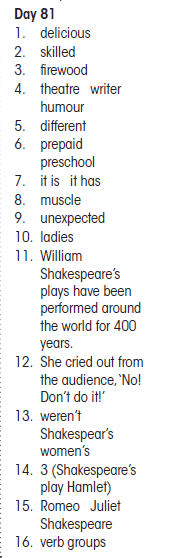 Day 81
1. delicious
2. skilled
3. firewood
4. theatre writer
humour
5. different
6. prepaid
preschool
7. it is it has
8. muscle
9. unexpected
10. ladies
11. William
Shakespeare's
plays have been
performed around
the world for 400
years.
12. She cried out from
the audience, 'No!
Don't do it!'
13. weren't
Shakespear's
women's
14. 3 (Shakespeare's
play Hamlet)
15. Romeo Juliet
Shakespeare
16. verb groups